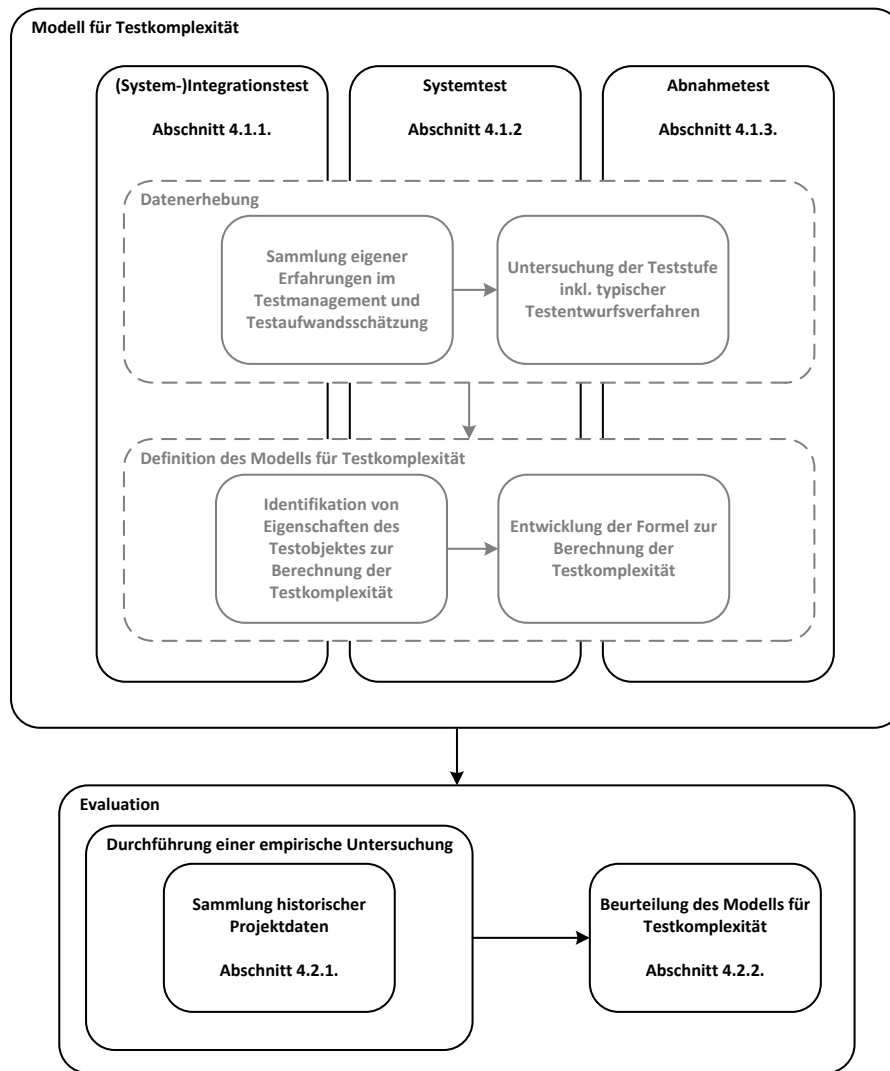 Modell für Testkomplexität
(System-)Integrationstest
Abschnitt 4.1.1.
Systemtest
Abschnitt 4.1.2
Abnahmetest
Abschnitt 4.1.3.
Datenerhebung
Sammlung eigener
Erfahrungen im
Testmanagement und
Testaufwandsschätzung
Untersuchung der Teststufe
inkl. typischer
Testentwurfsverfahren
Definition des Modells für Testkomplexität
Identifikation von
Eigenschaften des
Testobjektes zur
Berechnung der
Testkomplexität
Entwicklung der Formel zur
Berechnung der
Testkomplexität
Evaluation
Durchführung einer empirische Untersuchung
Sammlung historischer
Projektdaten
Abschnitt 4.2.1.
Beurteilung des Modells für
Testkomplexität
Abschnitt 4.2.2.